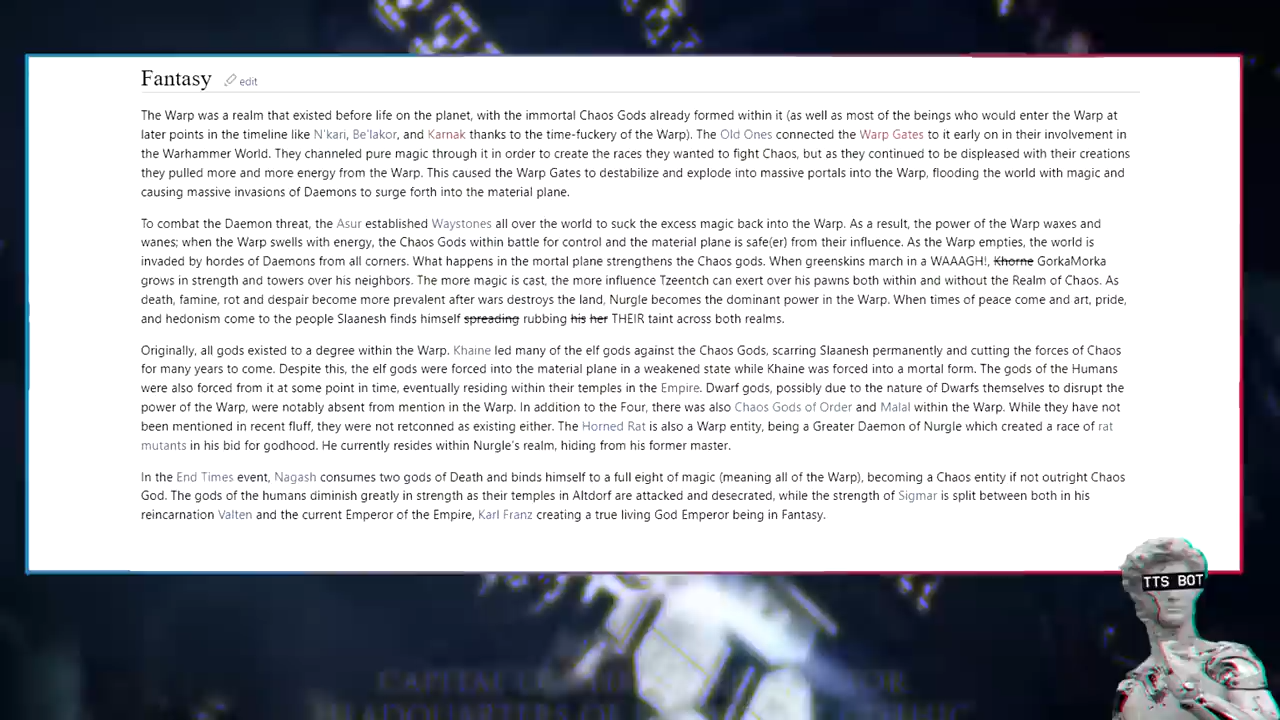 Fantasy edit
The Warp was a realm that existed before life on the planet, with the immortal Chaos Gods already formed within it (as well as most of the beings who would enter the Warp at
later points in the timeline like N'kari, Be'lakor, and Karnak thanks to the time-fuckery of the Warp). The Old Ones connected the Warp Gates to it early on in their involvement in
the Warhammer World. They channeled pure magic through it in order to create the races they wanted to fight Chaos, but as they continued to be displeased with their creations
they pulled more and more energy from the Warp. This caused the Warp Gates to destabilize and explode into massive portals into the Warp, flooding the world with magic and
causing massive invasions of Daemons to surge forth into the material plane.
To combat the Daemon threat, the Asur established Waystones all over the world to suck the excess magic back into the Warp. As a result, the power of the Warp waxes and
wanes; when the Warp swells with energy, the Chaos Gods within battle for control and the material plane is safe(er) from their influence. As the Warp empties, the world is
invaded by hordes of Daemons from all corners. What happens in the mortal plane strengthens the Chaos gods. When greenskins march in a WAAAGH!, Khorne GorkaMorka
grows in strength and towers over his neighbors. The more magic is cast, the more influence Tzeentch can exert over his pawns both within and without the Realm of Chaos. As
death, famine, rot and despair become more prevalent after wars destroys the land, Nurgle becomes the dominant power in the Warp. When times of peace come and art, pride,
and hedonism come to the people Slaanesh finds himself spreading rubbing his her THEIR taint across both realms.
Originally, all gods existed to a degree within the Warp. Khaine led many of the elf gods against the Chaos Gods, scarring Slaanesh permanently and cutting the forces of Chaos
for many years to come. Despite this, the elf gods were forced into the material plane in a weakened state while Khaine was forced into a mortal form. The gods of the Humans
were also forced from it at some point in time, eventually residing within their temples in the Empire. Dwarf gods, possibly due to the nature of Dwarfs themselves to disrupt the
power of the Warp, were notably absent from mention in the Warp. In addition to the Four, there was also Chaos Gods of Order and Malal within the Warp. While they have not
been mentioned in recent fluff, they were not retconned as existing either. The Horned Rat is also a Warp entity, being a Greater Daemon of Nurgle which created a race of rat
mutants in his bid for godhood. He currently resides within Nurgle's realm, hiding from his former master.
In the End Times event, Nagash consumes two gods of Death and binds himself to a full eight of magic (meaning all of the Warp), becoming a Chaos entity if not outright Chaos
God. The gods of the humans diminish greatly in strength as their temples in Altdorf are attacked and desecrated, while the strength of Sigmar is split between both in his
reincarnation Valten and the current Emperor of the Empire, Karl Franz creating a true living God Emperor being in Fantasy.
TTS BOT